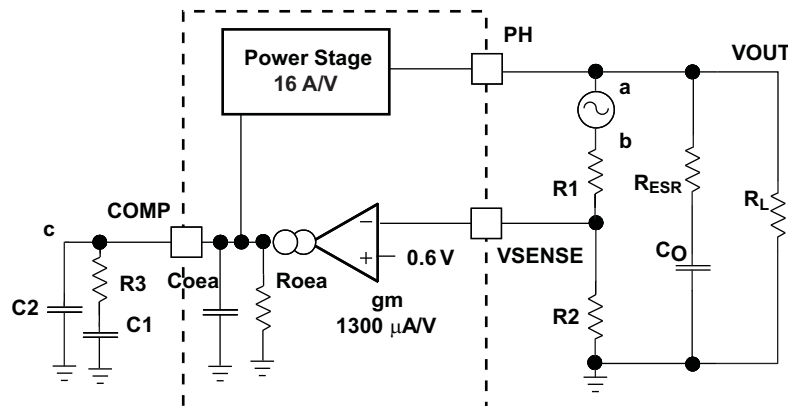 PH
VOUT
Power Stage
16 A/V
a
b
R1
RESR
RL
COMP
c
VSENSE
0.6 V
Coea
Roea
R3
C2
C1
gm
1300 μA/V
R2
CO
−
+